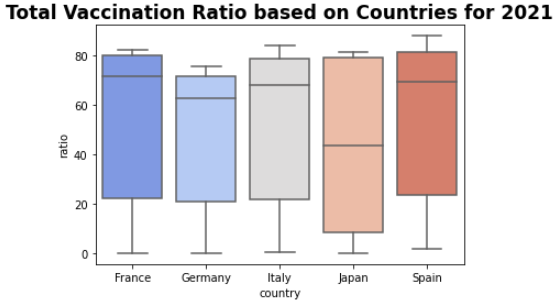 Total Vaccination Ratio based on Countries for 2021
80
60
40
20
0
ratio
France Germany Italy Japan Spain
country